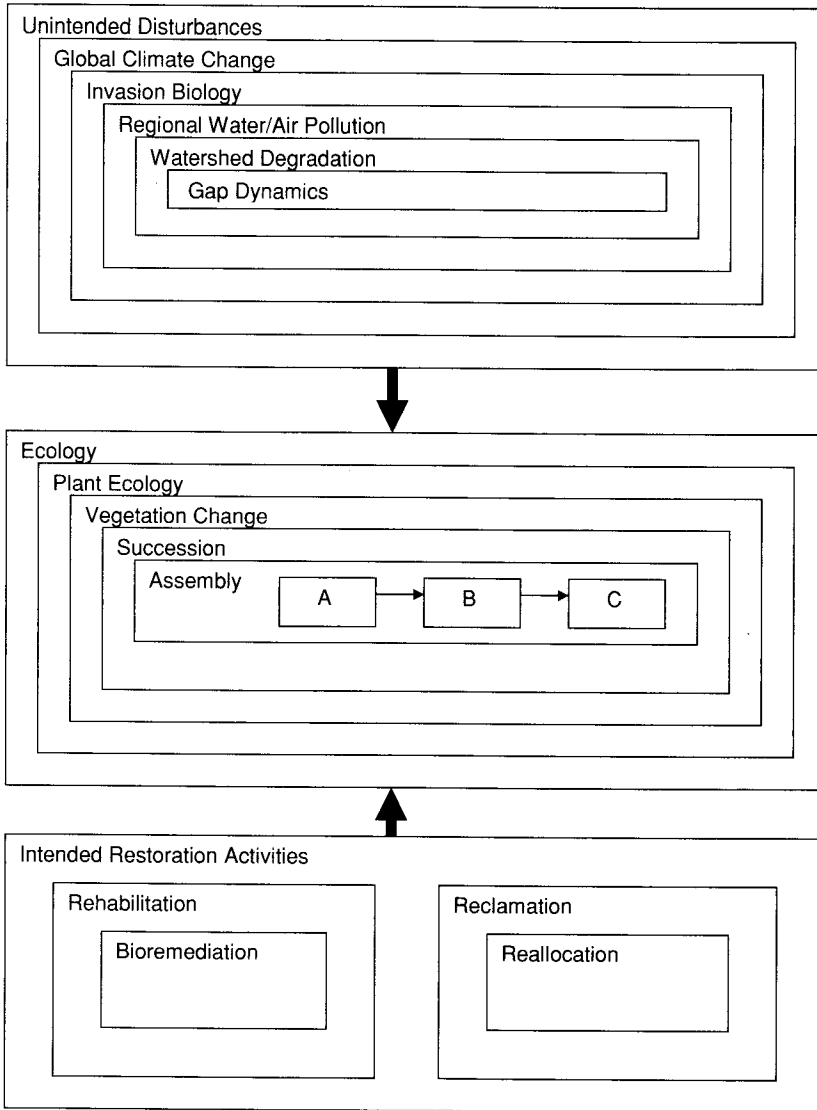 Unintended Disturbances
Global Climate Change
Invasion Biology
Regional Water/Air Pollution
Watershed Degradation
Gap Dynamics
Ecology
Plant Ecology
Vegetation Change
Succession
Assembly A B C
Intended Restoration Activities
Rehabilitation Reclamation
Bioremediation Reallocation